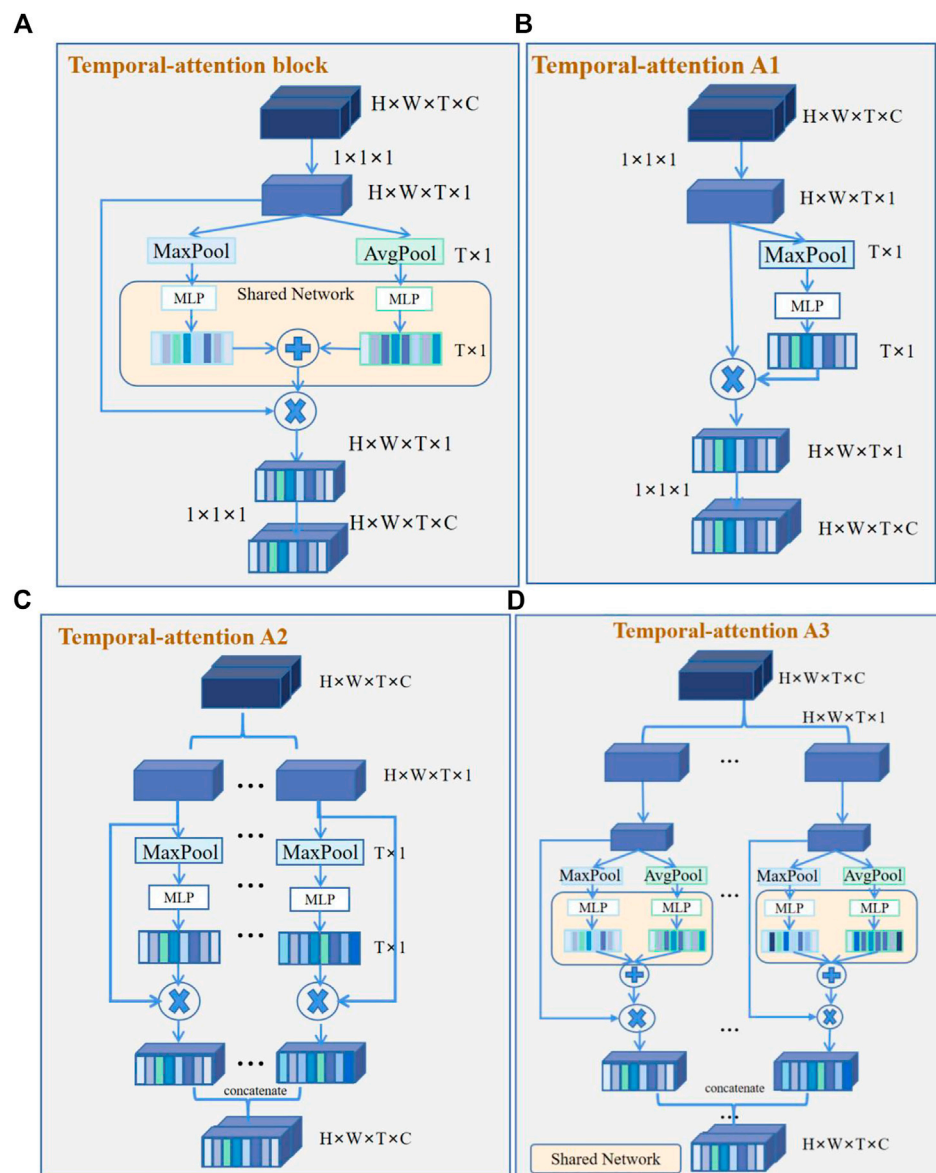 A
Temporal-attention block
H×W×T×C
1×1×1
H×W×T×1
MaxPool
AvgPool
T×1
Shared Network
MLP
MLP
T×1
H×W×T×1
1×1×1
H×W×T×C
B
Temporal-attention A1
H×W×T×C
1×1×1
H×W×T×1
MaxPool
T×1
MLP
T×1
H×W×T×1
1×1×1
H×W×T×C
C
Temporal-attention A2
H×W×T×C
H×W×T×1
...
...
MaxPool
MaxPool
T×1
...
MLP
MLP
...
T×1
...
concatenate
H×W×T×C
D
Temporal-attention A3
H×W×T×C
H×W×T×1
...
MaxPool
AvgPool
MaxPool
AvgPool
...
MLP
MLP
MLP
MLP
...
concatenate
...
H×W×T×C
Shared Network